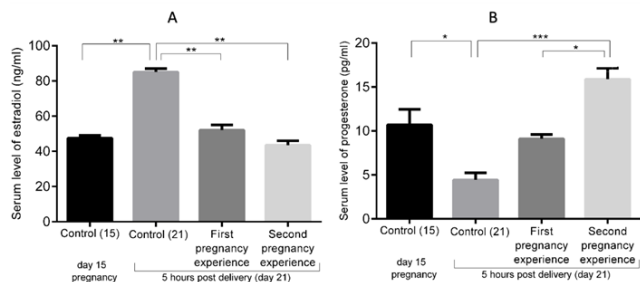 A
Serum level of estradiol (ng/ml)
100
80
60
40
20
0
**
**
**
Control (15)
Control (21)
First
pregnancy
experience
Second
pregnancy
experience
day 15
pregnancy
5 hours post delivery (day 21)
B
Serum level of progesterone (pg/ml)
20
15
10
5
0
*
***
*
Control (15)
Control (21)
First
pregnancy
experience
Second
pregnancy
experience
day 15
pregnancy
5 hours post delivery (day 21)